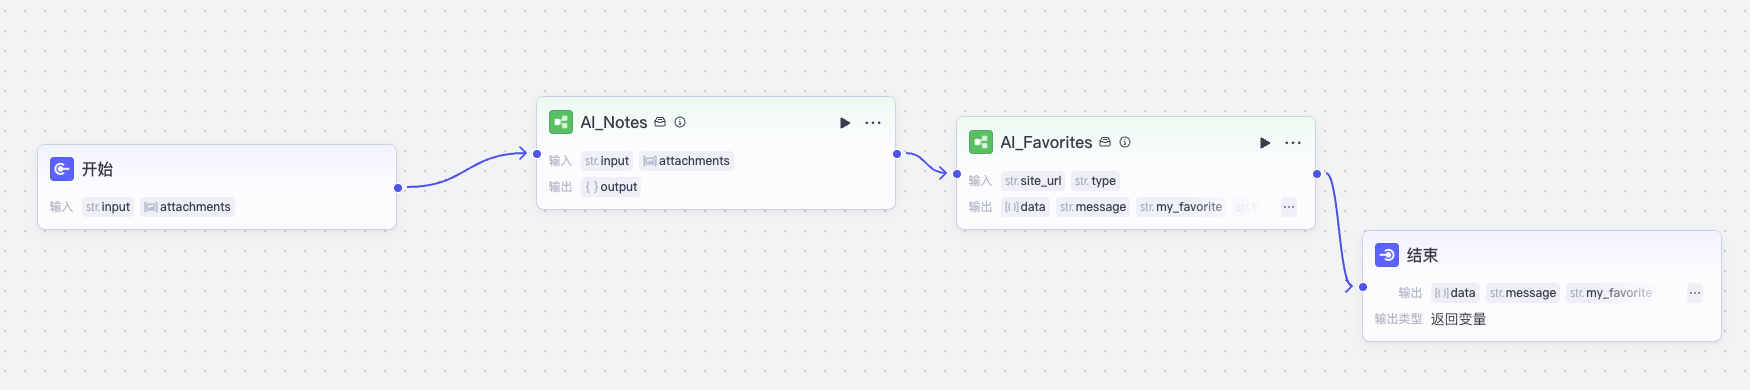 开始
输入 str. input attachments
AI_Notes
输入 str. input attachments
输出 { } output
AI_Favorites
输入 str. site_url str. type
输出 [( )] data str. message str. my_favorite str. ···
结束
输出 [( )] data str. message str. my_favorite ···
输出类型 返回变量